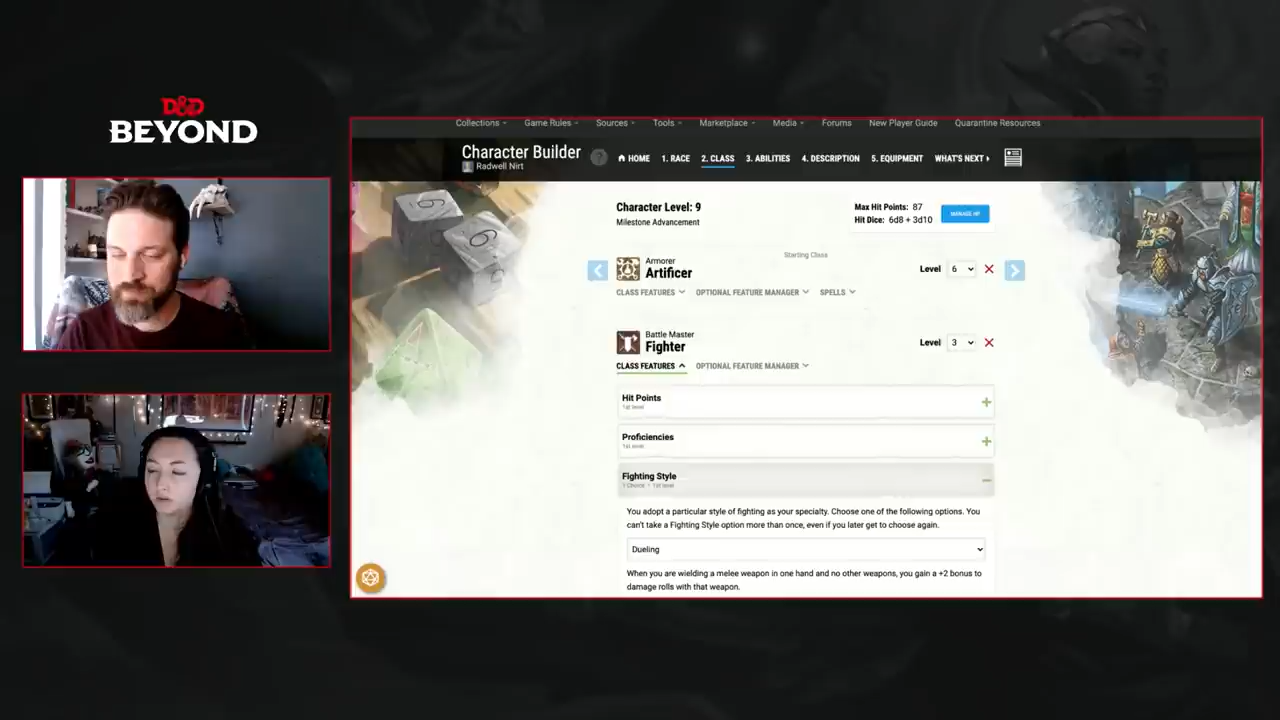 D&D
BEYOND
Collections
Game Rules
Sources
Tools
Marketplace
Media
Forums
New Player Guide
Quarantine Resources
Character Builder
Radwell Nirt
?
HOME
1. RACE
2. CLASS
3. ABILITIES
4. DESCRIPTION
5. EQUIPMENT
WHAT'S NEXT
Character Level: 9
Milestone Advancement
Max Hit Points: 87
Hit Dice: 6d8 + 3d10
MANAGE HP
Starting Class
Armorer
Artificer
Level 6
CLASS FEATURES
OPTIONAL FEATURE MANAGER
SPELLS
Battle Master
Fighter
Level 3
CLASS FEATURES
OPTIONAL FEATURE MANAGER
Hit Points
1st level
Proficiencies
1st level
Fighting Style
1 Choice • 1st level
You adopt a particular style of fighting as your specialty. Choose one of the following options. You
can't take a Fighting Style option more than once, even if you later get to choose again.
Dueling
When you are wielding a melee weapon in one hand and no other weapons, you gain a +2 bonus to
damage rolls with that weapon.